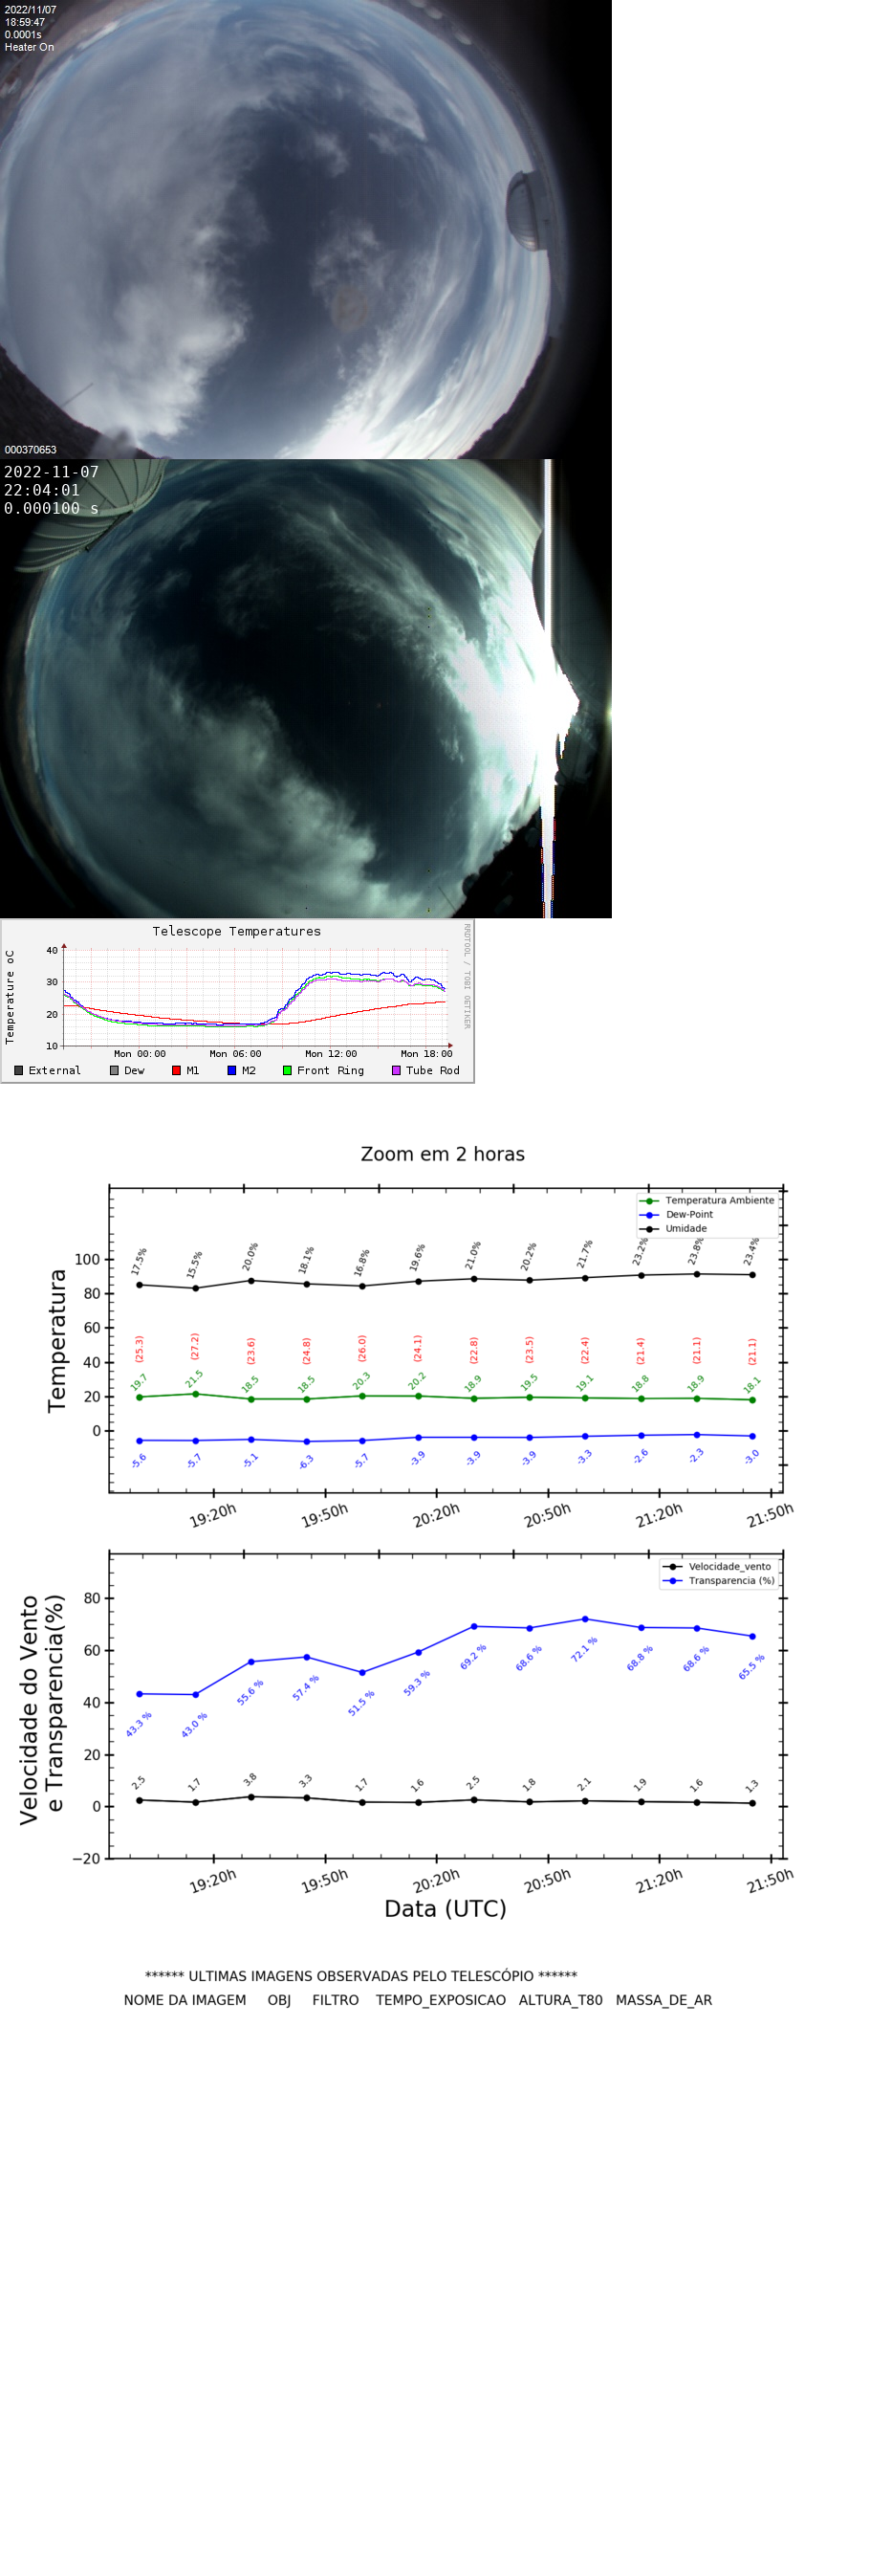 2022/11/07
18:59:47
0.0001s
Heater On
000370653
2022-11-07
22:04:01
0.000100 s
Telescope Temperatures
RRDTOOL / TOBI OETIKER
Temperature oC
40
30
20
10
Mon 00:00 Mon 06:00 Mon 12:00 Mon 18:00
External Dew M1 M2 Front Ring Tube Rod
Zoom em 2 horas
Temperatura Ambiente
Dew-Point
Umidade
Temperatura
100
80
60
40
20
0
17.5% 15.5% 20.0% 18.1% 16.8% 19.6% 21.0% 20.2% 21.7% 23.2% 23.8% 23.4%
(25.3) (27.2) (23.6) (24.8) (26.0) (24.1) (22.8) (23.5) (22.4) (21.4) (21.1) (21.1)
19.7 21.5 18.5 18.5 20.3 20.2 18.9 19.5 19.1 18.8 18.9 18.1
-5.6 -5.7 -5.1 -6.3 -5.7 -3.9 -3.9 -3.9 -3.3 -2.6 -2.3 -3.0
19:20h 19:50h 20:20h 20:50h 21:20h 21:50h
Velocidade_vento
Transparencia (%)
Velocidade do Vento
e Transparencia(%)
80
60
40
20
0
−20
43.3 % 43.0 % 55.6 % 57.4 % 51.5 % 59.3 % 69.2 % 68.6 % 72.1 % 68.8 % 68.6 % 65.5 %
2.5 1.7 3.8 3.3 1.7 1.6 2.5 1.8 2.1 1.9 1.6 1.3
19:20h 19:50h 20:20h 20:50h 21:20h 21:50h
Data (UTC)
****** ULTIMAS IMAGENS OBSERVADAS PELO TELESCÓPIO ******
NOME DA IMAGEM OBJ FILTRO TEMPO_EXPOSICAO ALTURA_T80 MASSA_DE_AR